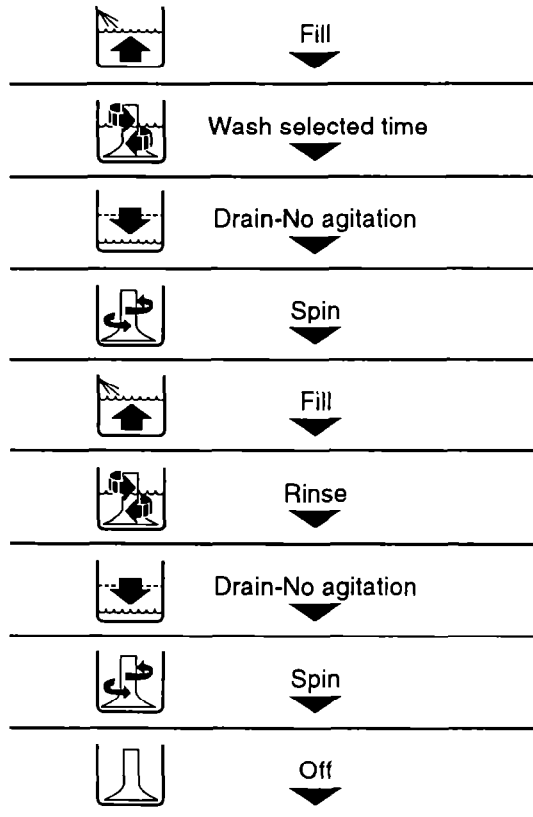 Fill
Wash selected time
Drain-No agitation
Spin
Fill
Rinse
Drain-No agitation
Spin
Off